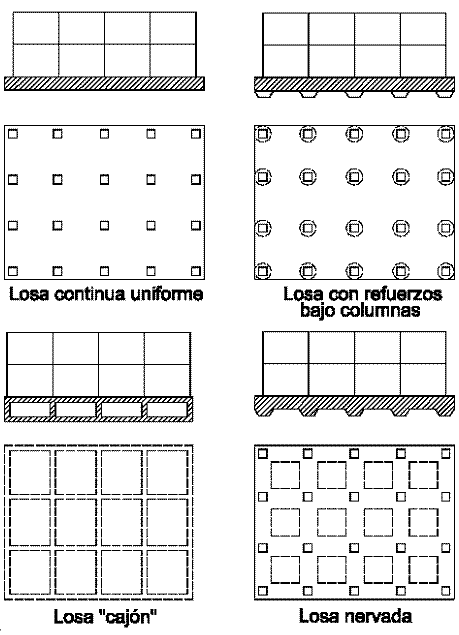 Losa continua uniforme
Losa con refuerzos
bajo columnas
Losa "cajón"
Losa nervada